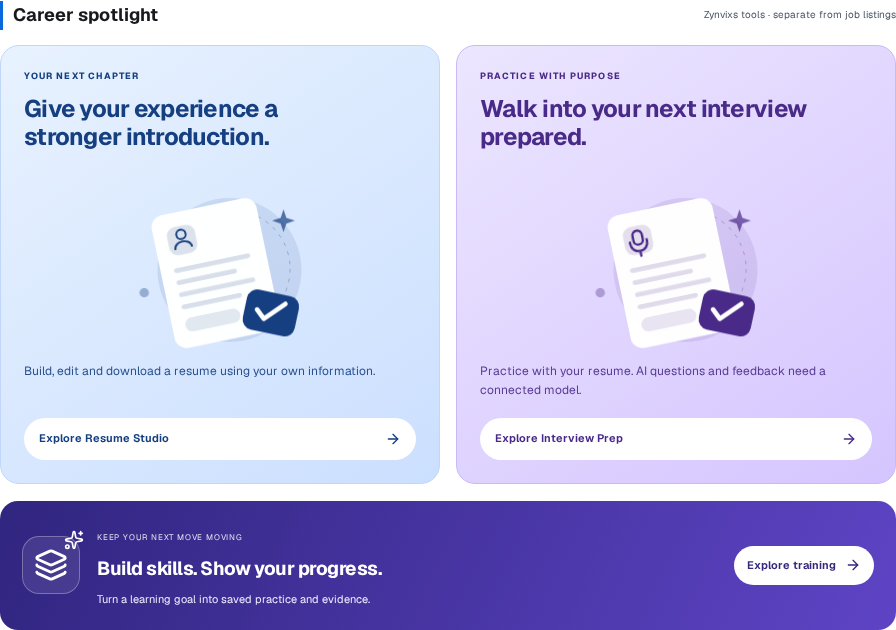 Career spotlight
Zynvixs tools · separate from job listings
YOUR NEXT CHAPTER
Give your experience a
stronger introduction.
Build, edit and download a resume using your own information.
Explore Resume Studio
PRACTICE WITH PURPOSE
Walk into your next interview
prepared.
Practice with your resume. AI questions and feedback need a
connected model.
Explore Interview Prep
KEEP YOUR NEXT MOVE MOVING
Build skills. Show your progress.
Turn a learning goal into saved practice and evidence.
Explore training